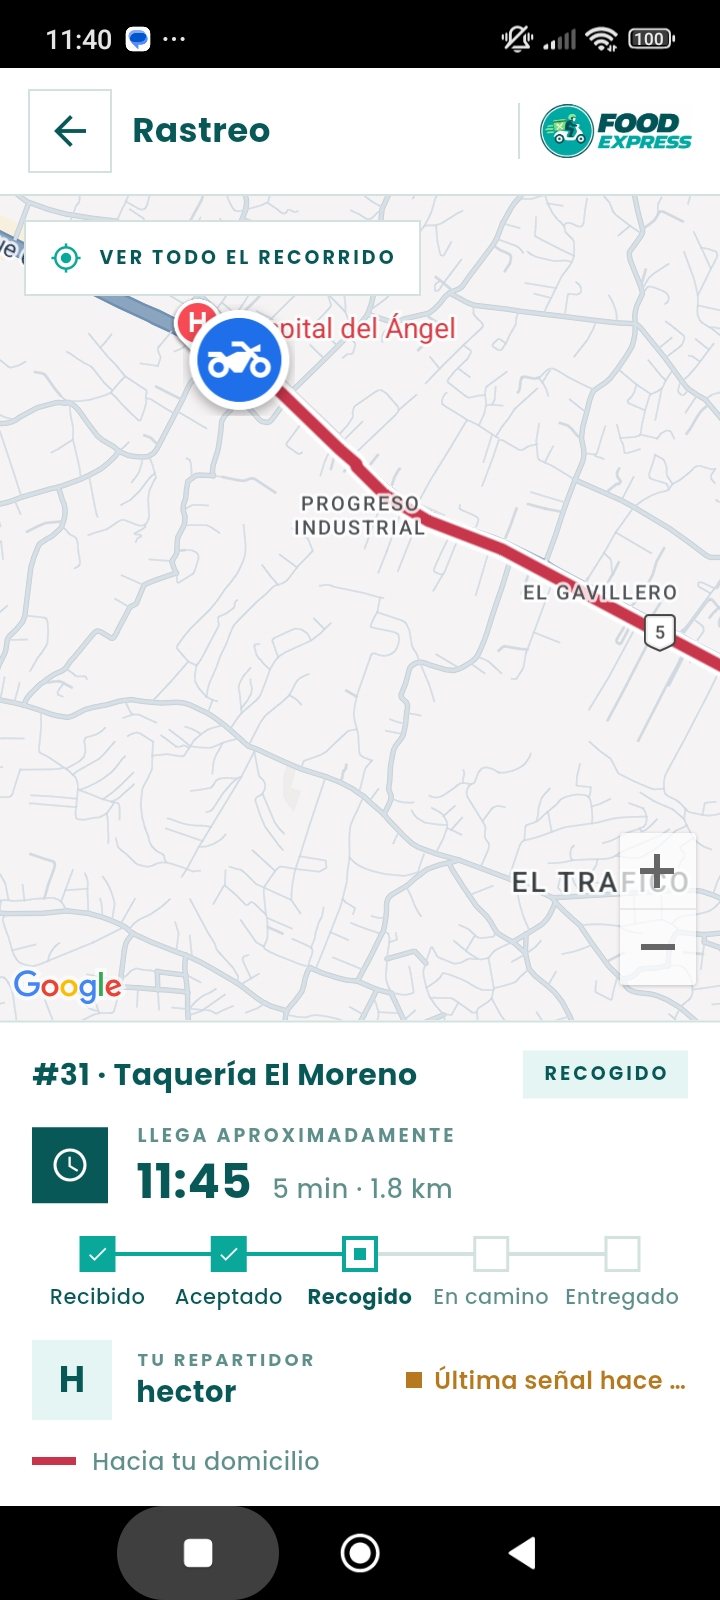 11:40
100
Rastreo
FOOD
EXPRESS
VER TODO EL RECORRIDO
H
pital del Ángel
PROGRESO
INDUSTRIAL
EL GAVILLERO
5
EL TRAFICO
Google
#31 · Taquería El Moreno
RECOGIDO
LLEGA APROXIMADAMENTE
11:45 5 min · 1.8 km
Recibido Aceptado Recogido En camino Entregado
H
TU REPARTIDOR
hector
Última señal hace ...
Hacia tu domicilio